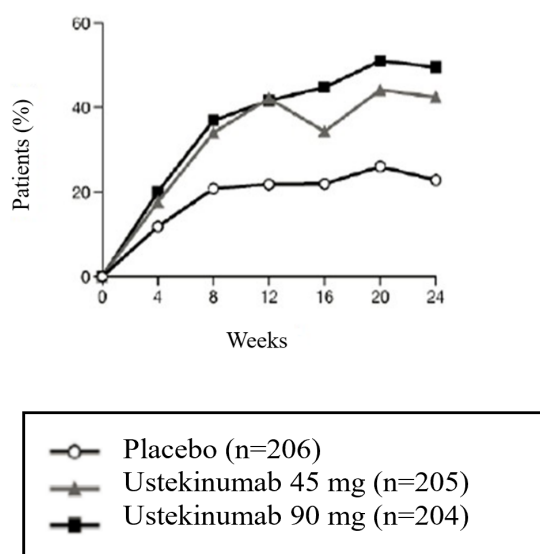 60
40
20
0
0 4 8 12 16 20 24
Patients (%)
Weeks
Placebo (n=206)
Ustekinumab 45 mg (n=205)
Ustekinumab 90 mg (n=204)